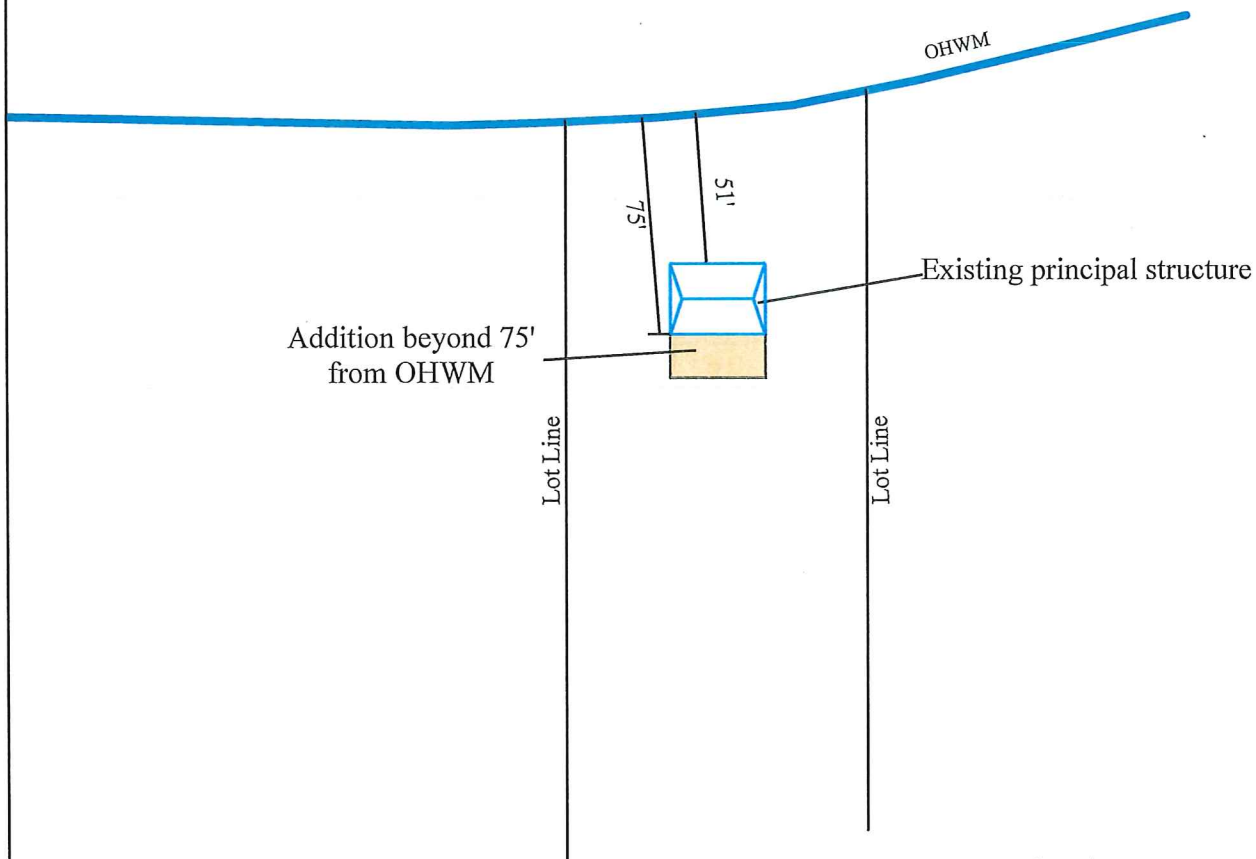 OHWM
51'
75'
Existing principal structure
Addition beyond 75'
from OHWM
Lot Line
Lot Line